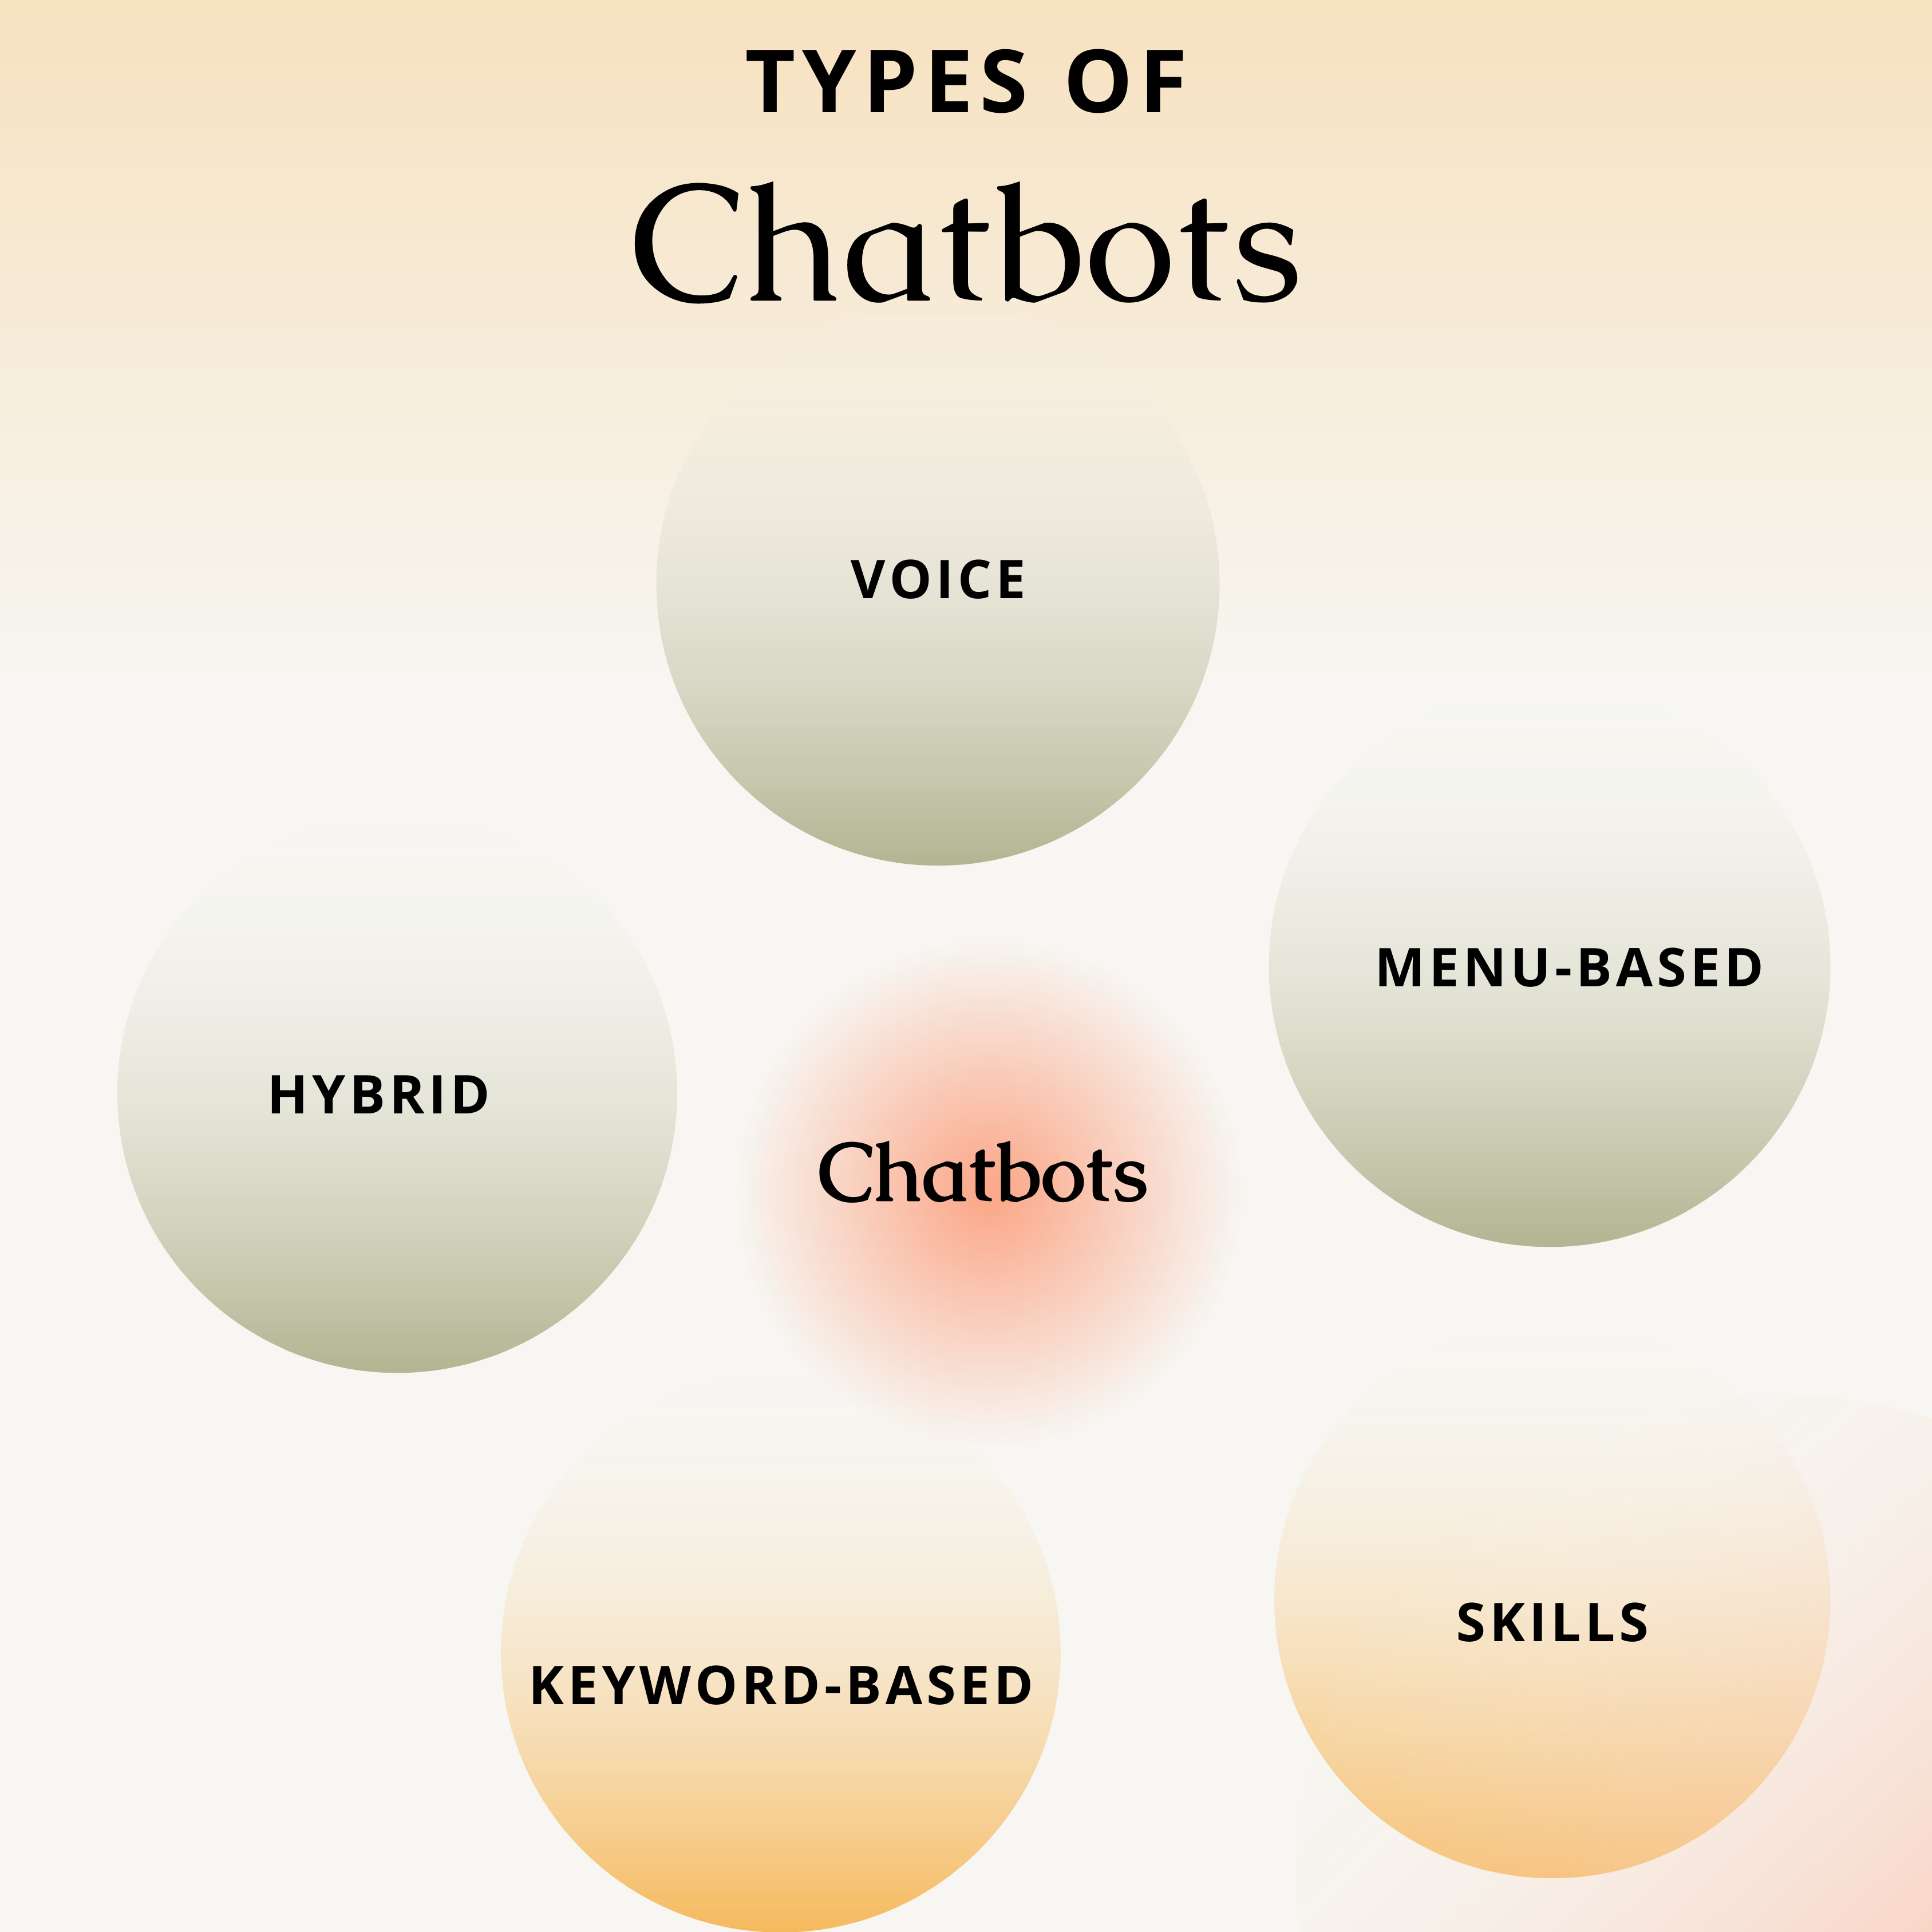 TYPES OF
Chatbots
VOICE
MENU-BASED
HYBRID
Chatbots
SKILLS
KEYWORD-BASED